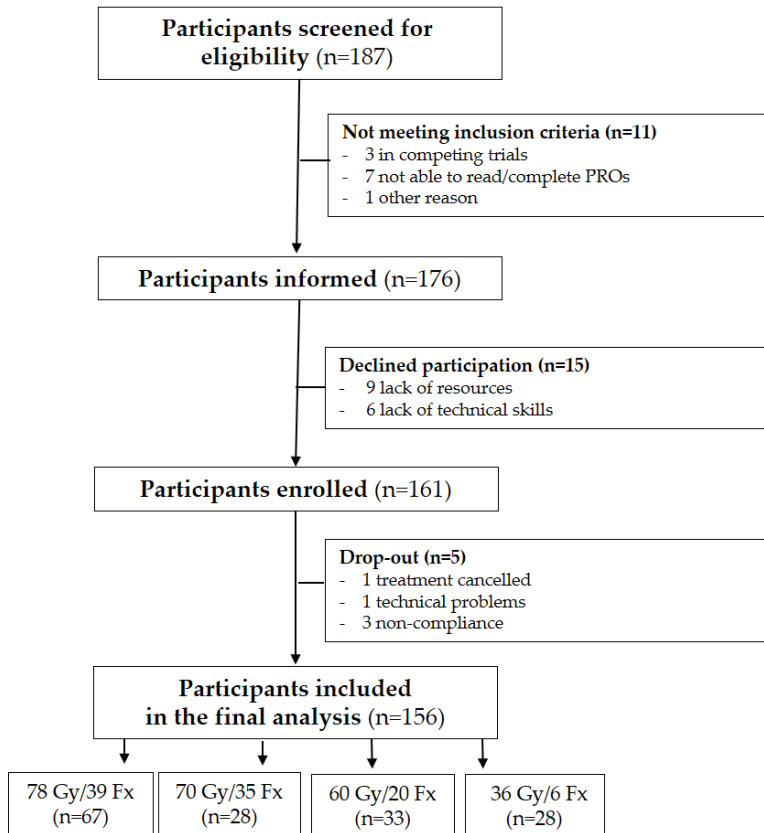 Participants screened for
eligibility (n=187)
Not meeting inclusion criteria (n=11)
- 3 in competing trials
- 7 not able to read/complete PROs
- 1 other reason
Participants informed (n=176)
Declined participation (n=15)
- 9 lack of resources
- 6 lack of technical skills
Participants enrolled (n=161)
Drop-out (n=5)
- 1 treatment cancelled
- 1 technical problems
- 3 non-compliance
Participants included
in the final analysis (n=156)
78 Gy/39 Fx
(n=67)
70 Gy/35 Fx
(n=28)
60 Gy/20 Fx
(n=33)
36 Gy/6 Fx
(n=28)